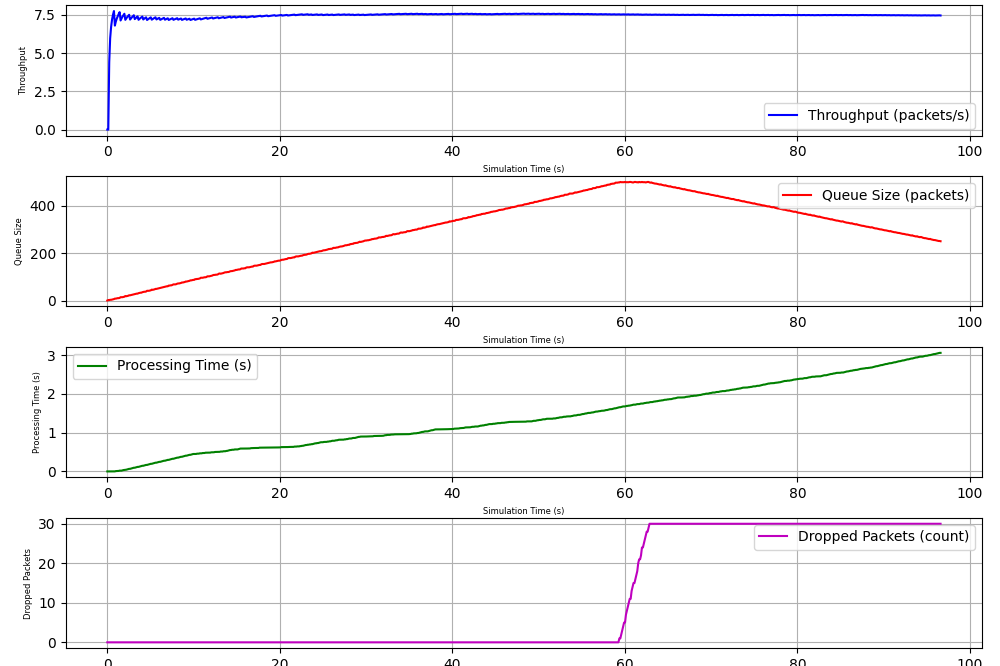 7.5
5.0
2.5
0.0
Throughput
Throughput (packets/s)
0 20 40 60 80 100
Simulation Time (s)
400
200
0
Queue Size
Queue Size (packets)
0 20 40 60 80 100
Simulation Time (s)
3
2
1
0
Processing Time (s)
Processing Time (s)
0 20 40 60 80 100
Simulation Time (s)
30
20
10
0
Dropped Packets
Dropped Packets (count)
0 20 40 60 80 100